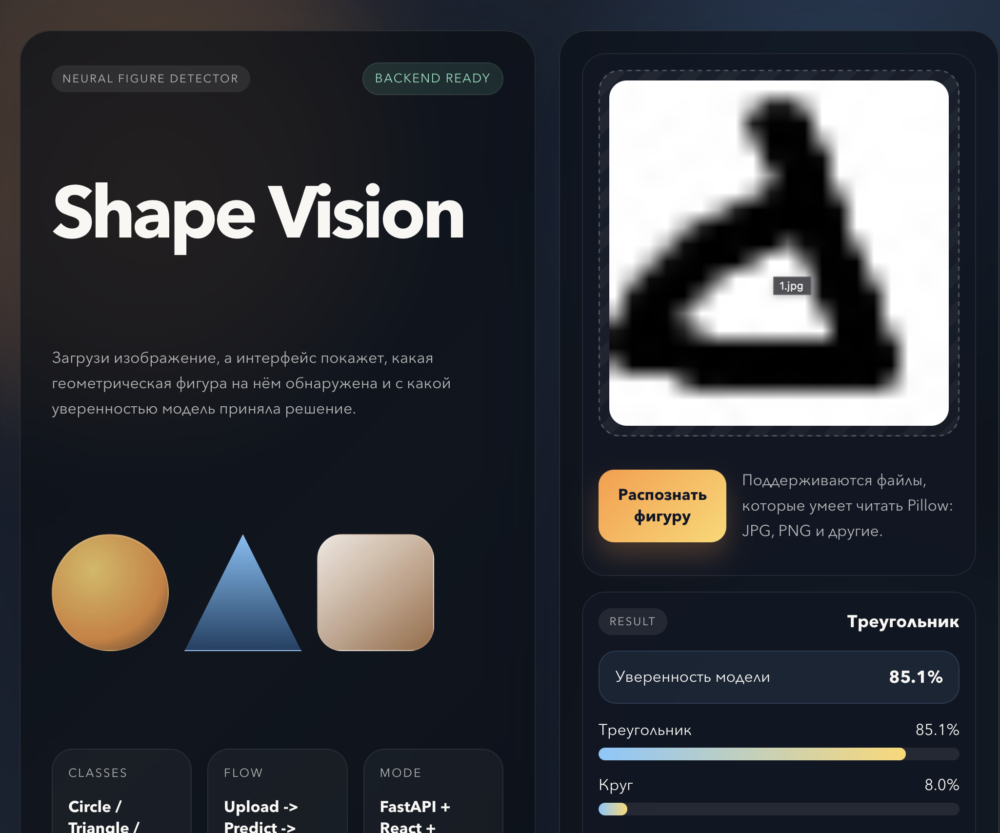 NEURAL FIGURE DETECTOR
BACKEND READY
Shape Vision
Загрузи изображение, а интерфейс покажет, какая
геометрическая фигура на нём обнаружена и с какой
уверенностью модель приняла решение.
CLASSES
Circle /
Triangle /
FLOW
Upload ->
Predict ->
MODE
FastAPI +
React +
1.jpg
Распознать
фигуру
Поддерживаются файлы,
которые умеет читать Pillow:
JPG, PNG и другие.
RESULT
Треугольник
Уверенность модели
85.1%
Треугольник
85.1%
Круг
8.0%